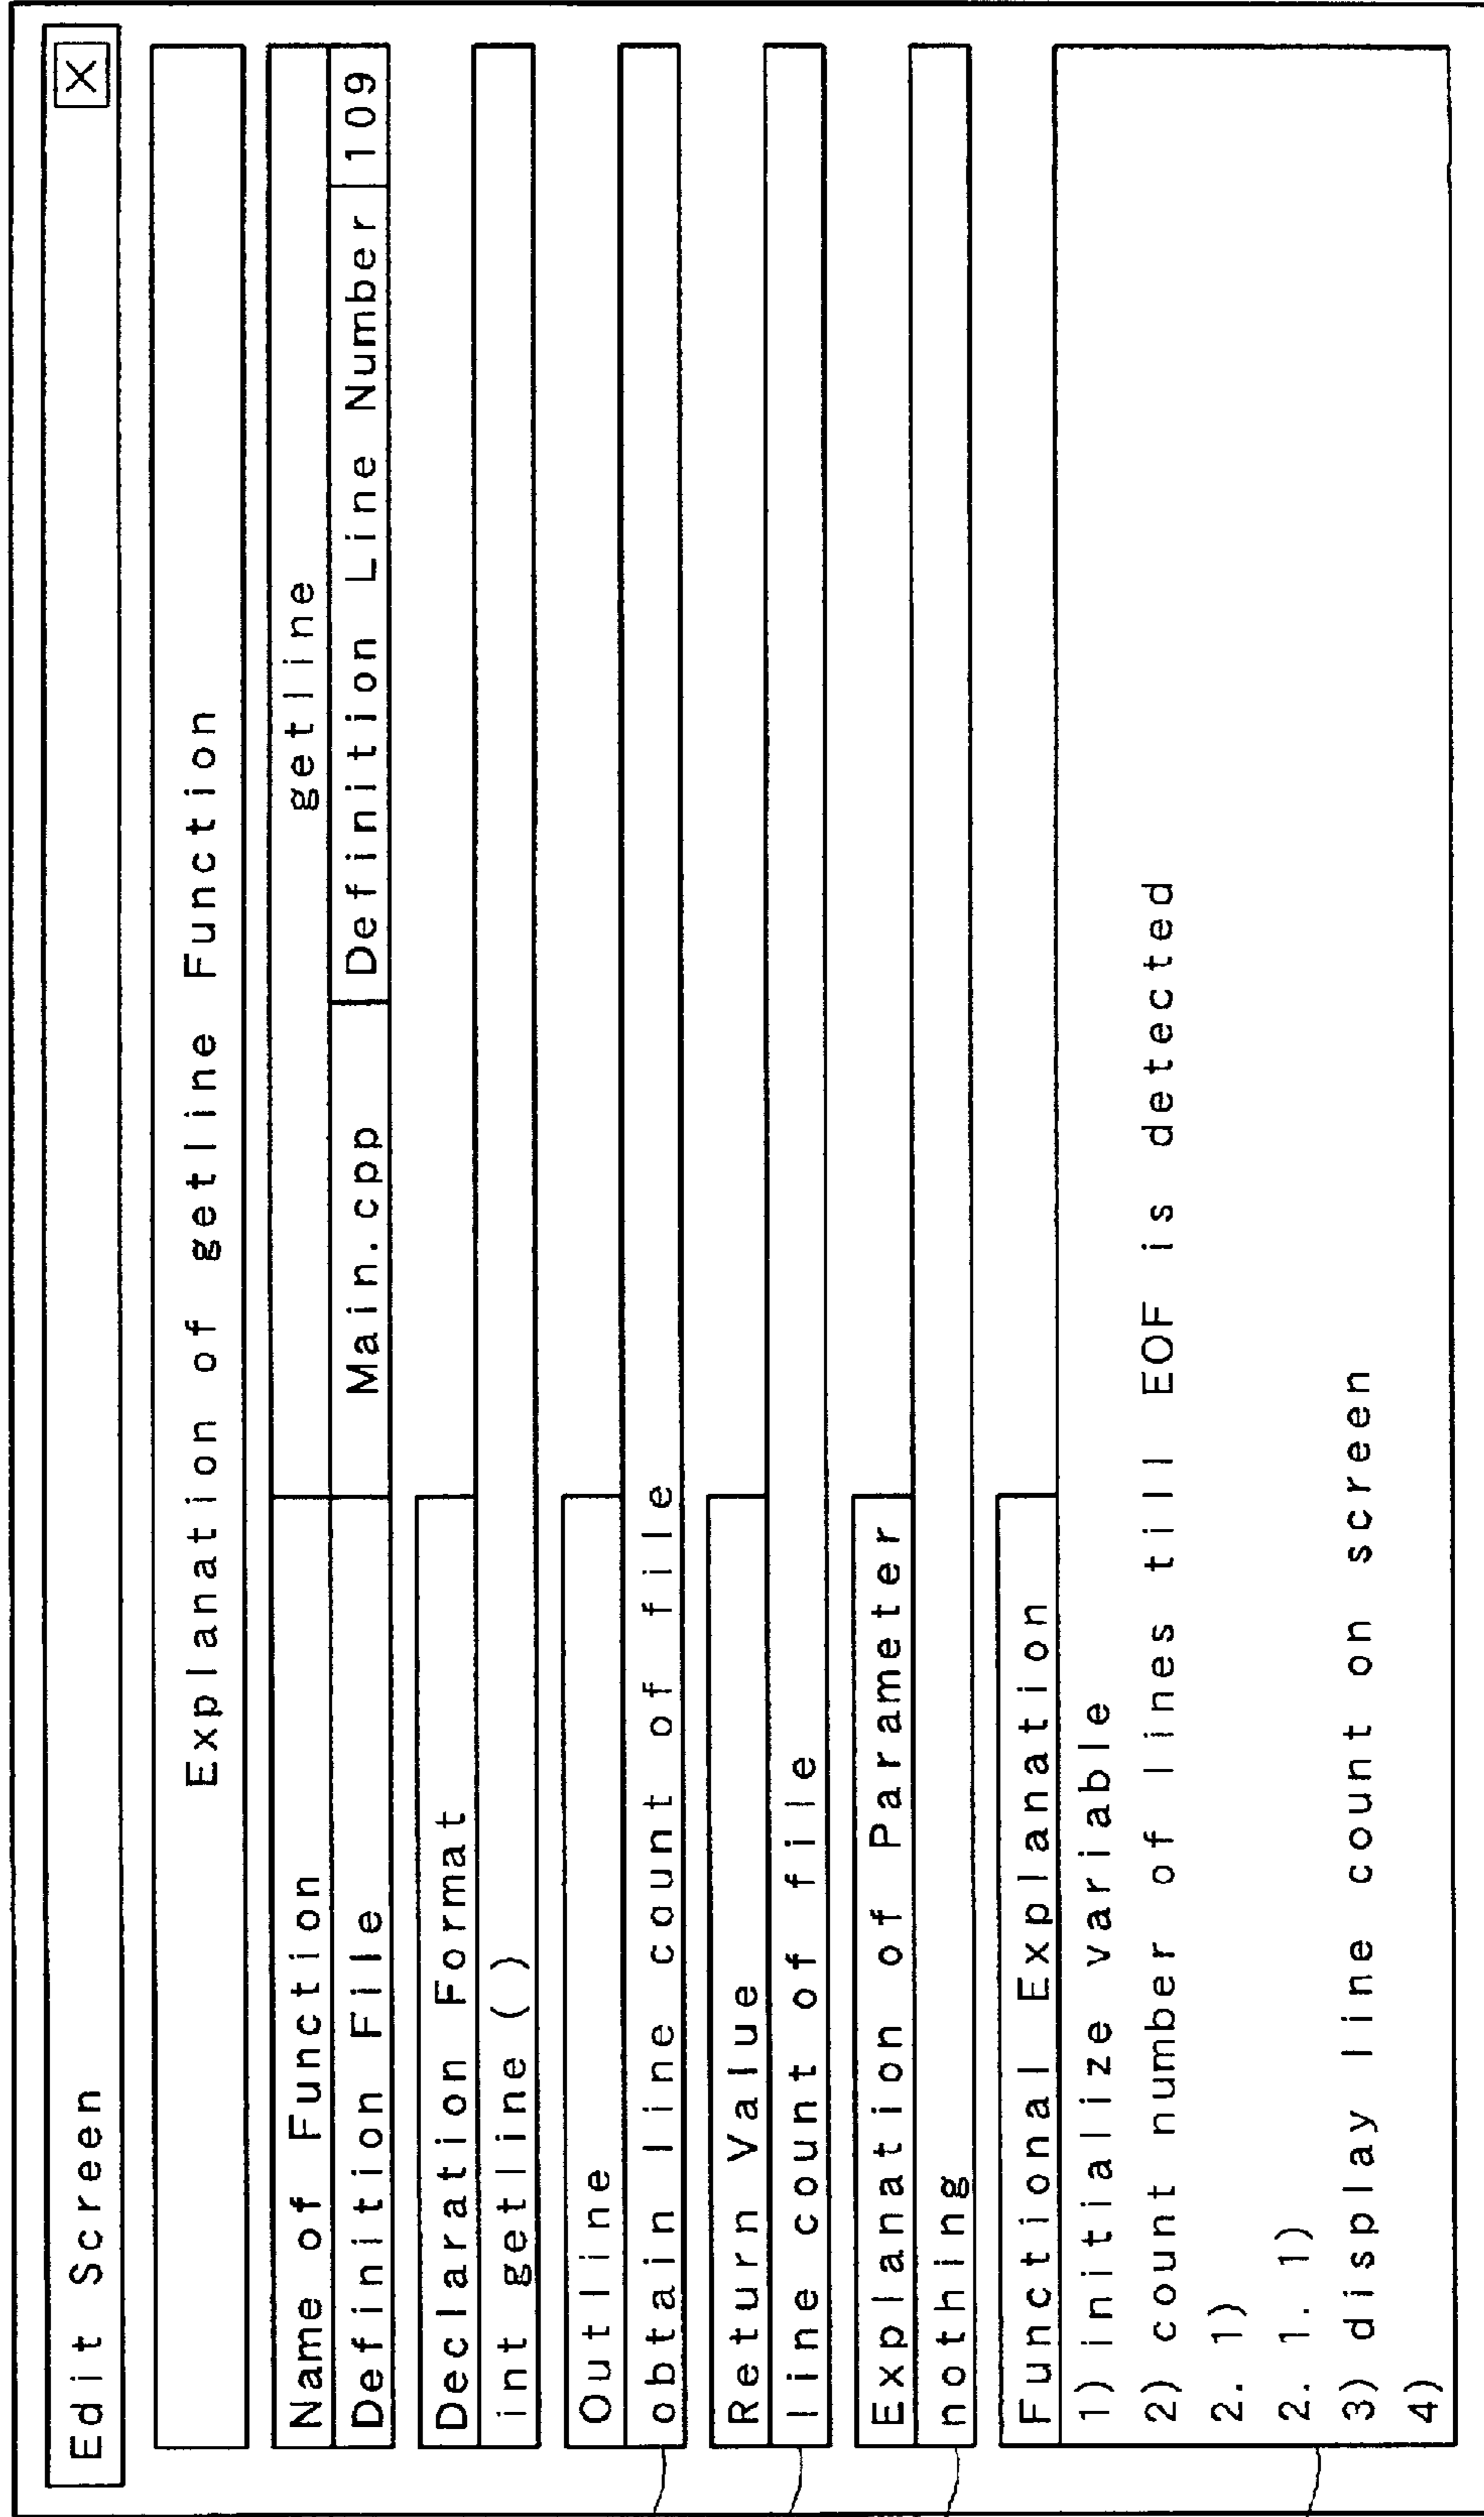 Edit Screen X
Explanation of getline Function
Name of Function getline
Definition File Main.cpp Definition Line Number 109
Declaration Format
int getline ( )
Outline
obtain line count of file
Return Value
line count of file
Explanation of Parameter
nothing
Functional Explanation
1) initialize variable
2) count number of lines till EOF is detected
2. 1)
2. 1. 1)
3) display line count on screen
4)